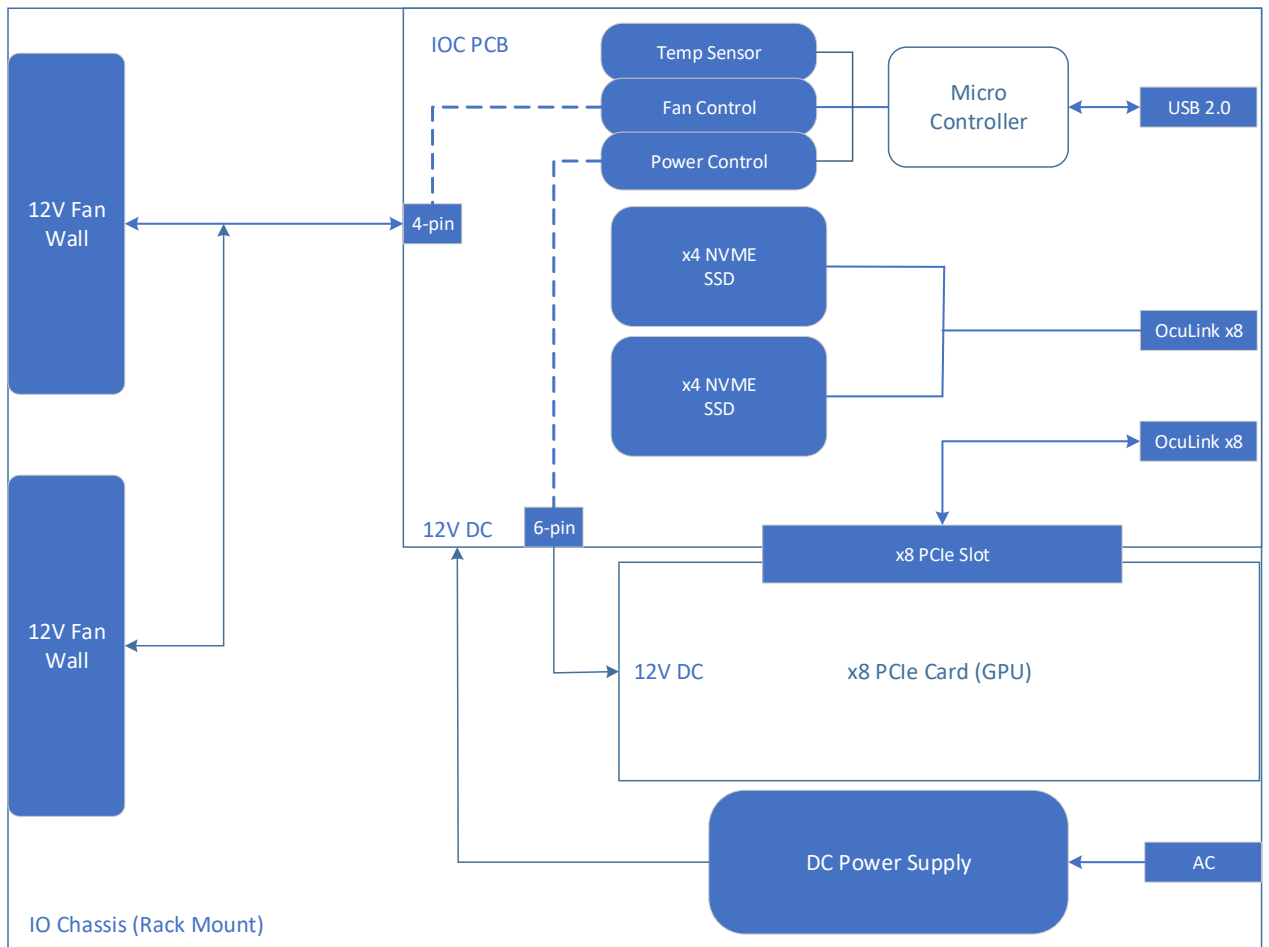 IOC PCB
Temp Sensor
Fan Control
Power Control
Micro
Controller
USB 2.0
12V Fan
Wall
4-pin
x4 NVME
SSD
OcuLink x8
x4 NVME
SSD
OcuLink x8
12V DC
6-pin
x8 PCIe Slot
12V Fan
Wall
12V DC
x8 PCIe Card (GPU)
DC Power Supply
AC
IO Chassis (Rack Mount)